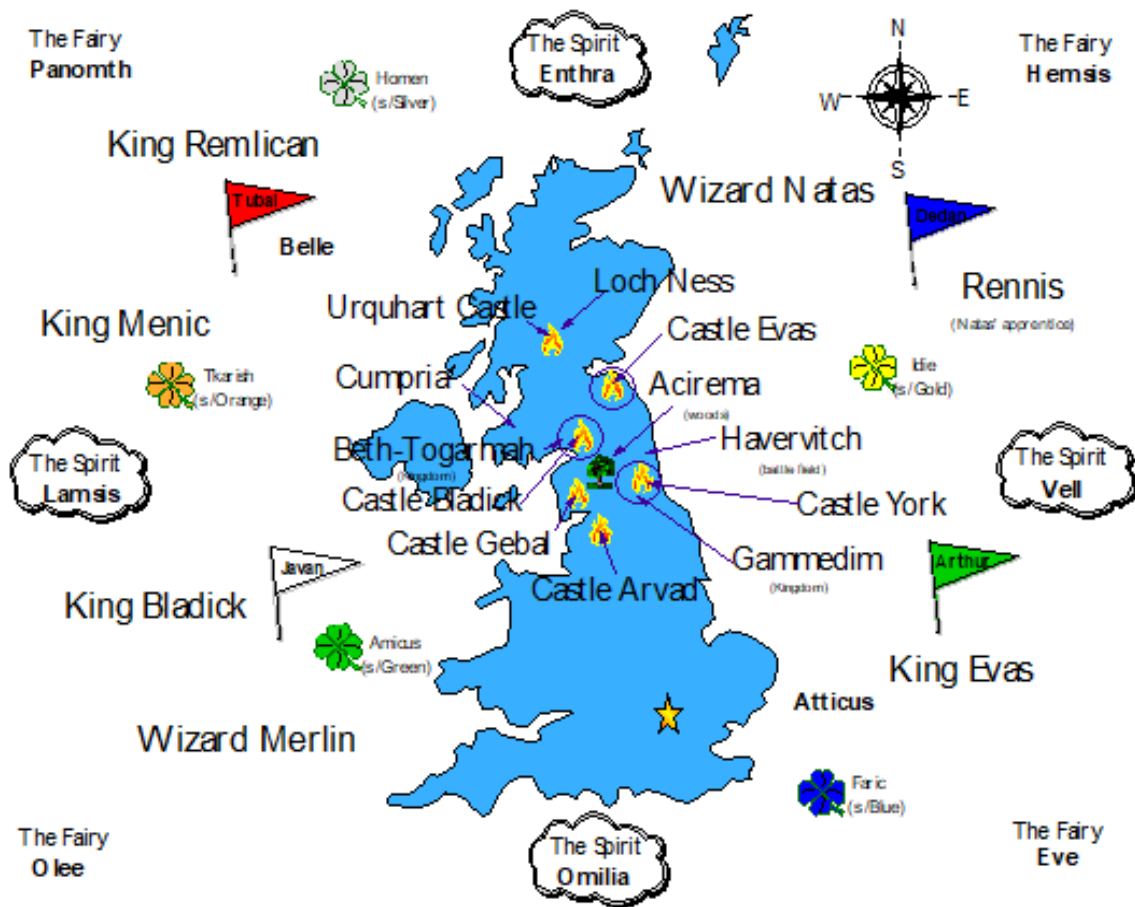 The Fairy
Panomth
The Spirit
Enthra
The Fairy
Hemsis
N
W
E
S
Homen
(s/Silver)
King Remlican
Tubal
Belle
Wizard Natas
Dedan
Rennis
(Natas' apprentice)
Urquhart Castle
Loch Ness
King Menic
Castle Evas
Tkarish
(s/Orange)
Cumpria
Acirema
(woods)
Idie
(s/Gold)
Beth-Togarmah
(Kingdom)
Havervitch
(battle field)
The Spirit
Lamsis
The Spirit
Vell
Castle Bladick
Castle York
Castle Gebal
Gammedim
(Kingdom)
Castle Arvad
Javan
Arthur
King Bladick
Amicus
(s/Green)
King Evas
Atticus
Wizard Merlin
Faric
(s/Blue)
The Fairy
Olee
The Spirit
Omilia
The Fairy
Eve